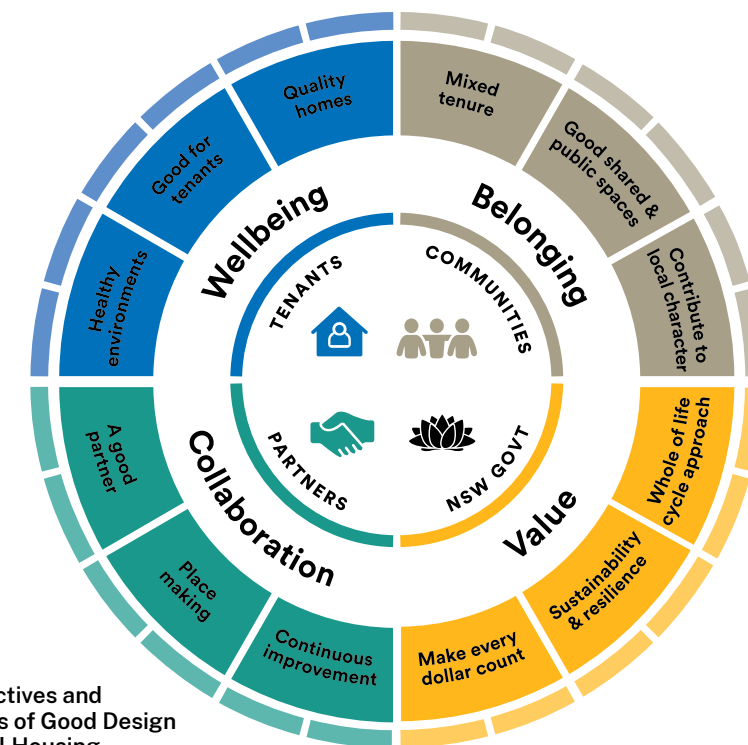 Quality
homes
Mixed
tenure
Good for
tenants
Good shared &
public spaces
Healthy
environments
Contribute to
local character
Wellbeing
Belonging
TENANTS
COMMUNITIES
PARTNERS
NSW GOVT
Collaboration
Value
A good
partner
Whole of life
cycle approach
Place
making
Sustainability
& resilience
Continuous
improvement
Make every
dollar count
ctives and
s of Good Design
l Housing